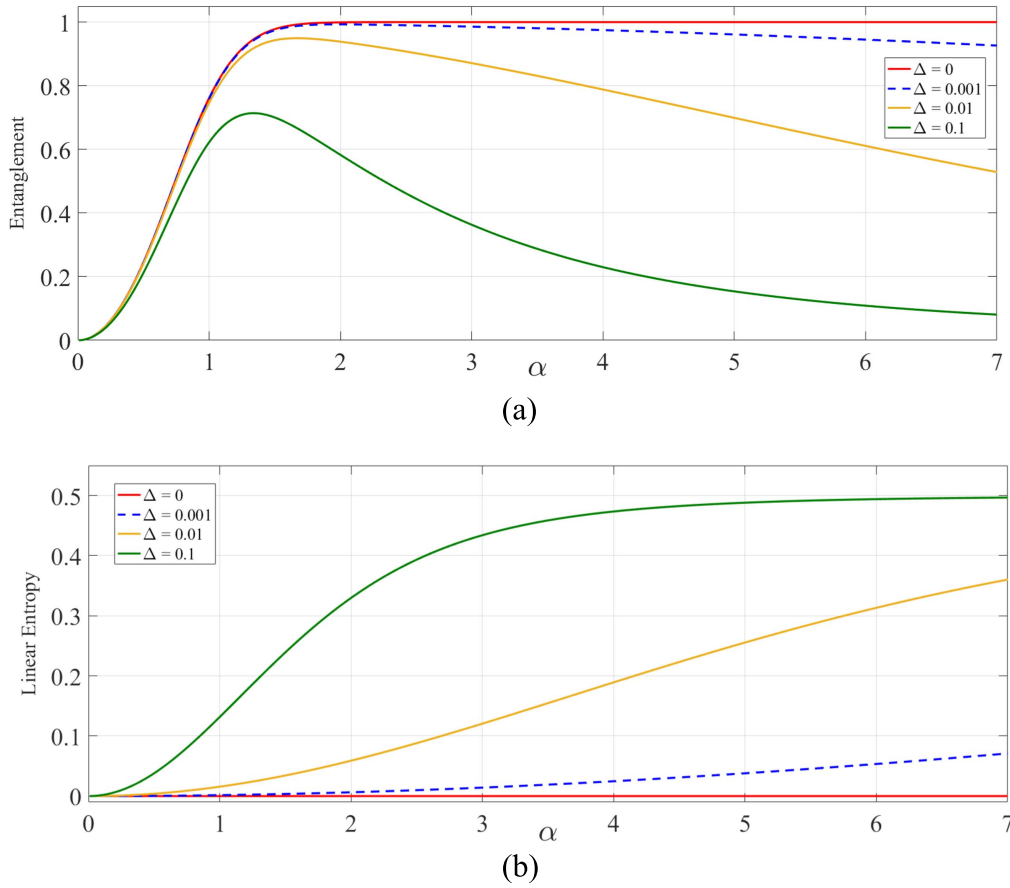 1
0.8
0.6
0.4
0.2
0
Entanglement
Δ = 0
Δ = 0.001
Δ = 0.01
Δ = 0.1
0 1 2 3 4 5 6 7
α
(a)
0.5
0.4
0.3
0.2
0.1
0
Linear Entropy
Δ = 0
Δ = 0.001
Δ = 0.01
Δ = 0.1
0 1 2 3 4 5 6 7
α
(b)